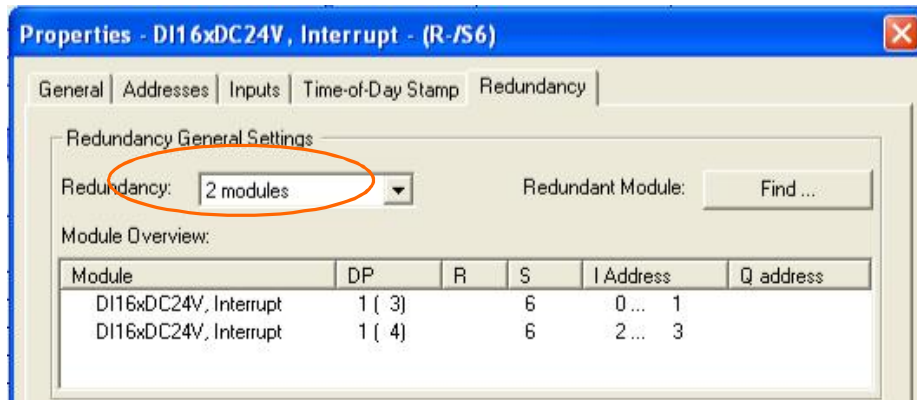 Properties - DI16xDC24V, Interrupt - (R-/S6)
General Addresses Inputs Time-of-Day Stamp Redundancy
Redundancy General Settings
Redundancy: 2 modules Redundant Module: Find ...
Module Overview:
Module DP R S I Address Q address
DI16xDC24V, Interrupt 1 ( 3) 6 0 ... 1
DI16xDC24V, Interrupt 1 ( 4) 6 2 ... 3